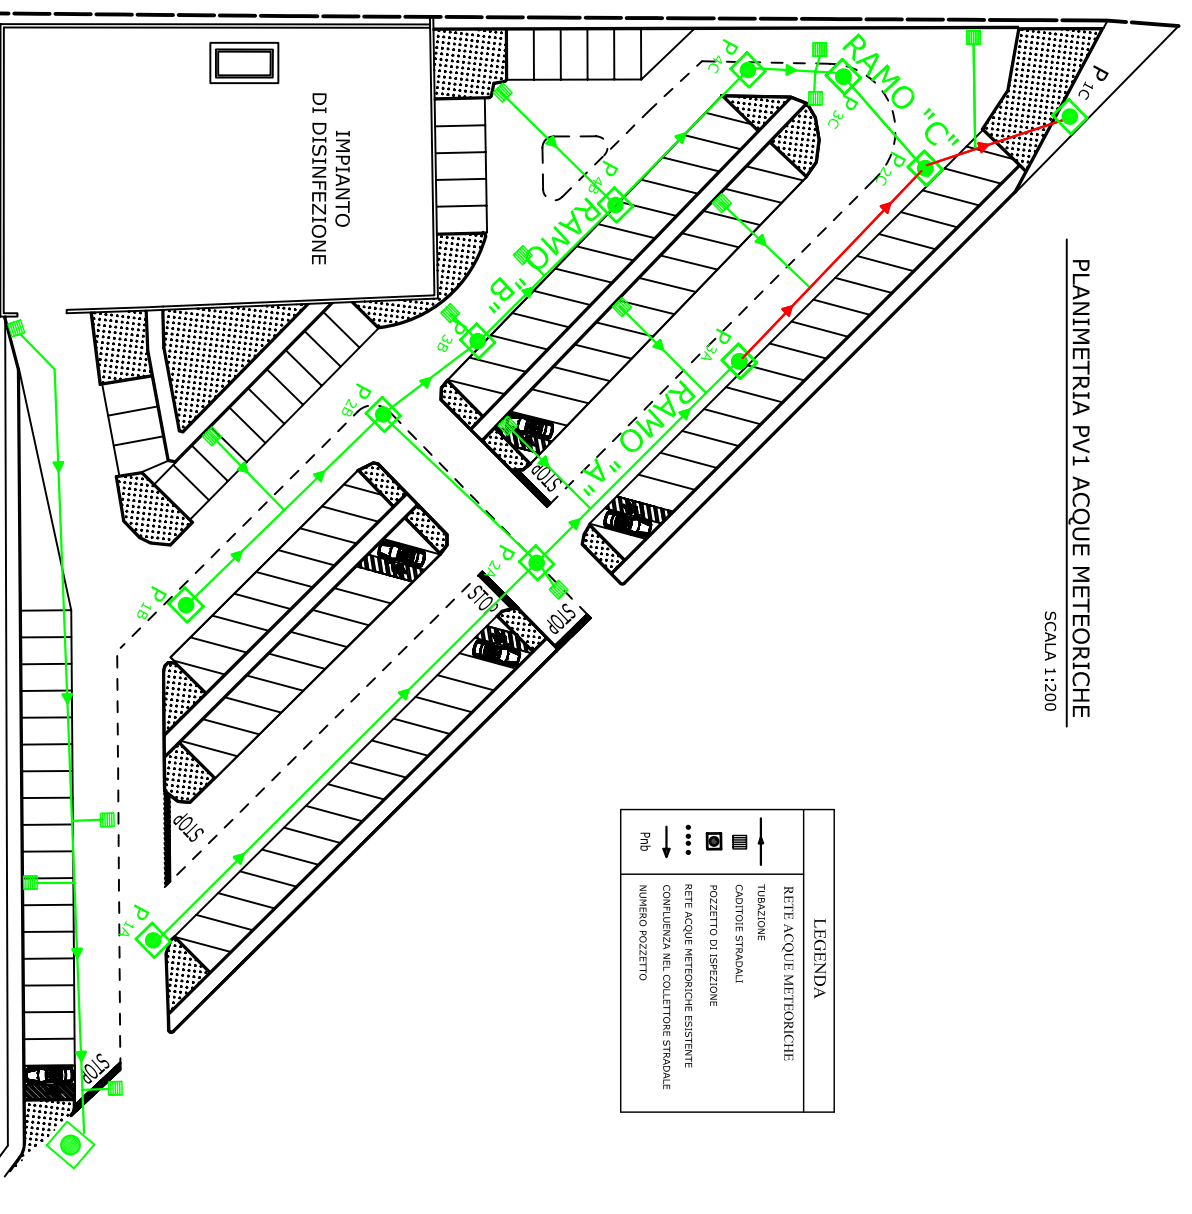 PLANIMETRIA PV1 ACQUE METEORICHE
SCALA 1:200
P 1C
RAMO "C"
P 2C
P 3C
P 4C
P 4B
RAMO "B"
P 3B
P 2B
P 1B
P 3A
RAMO "A"
P 2A
P 1A
IMPIANTO
DI DISINFEZIONE
STOP
STOP
STOP
STOP
STOP
LEGENDA
RETE ACQUE METEORICHE
TUBAZIONE
CADITOIE STRADALI
POZZETTO DI ISPEZIONE
RETE ACQUE METEORICHE ESISTENTE
CONFLUENZA NEL COLLETTORE STRADALE
Pnb NUMERO POZZETTO